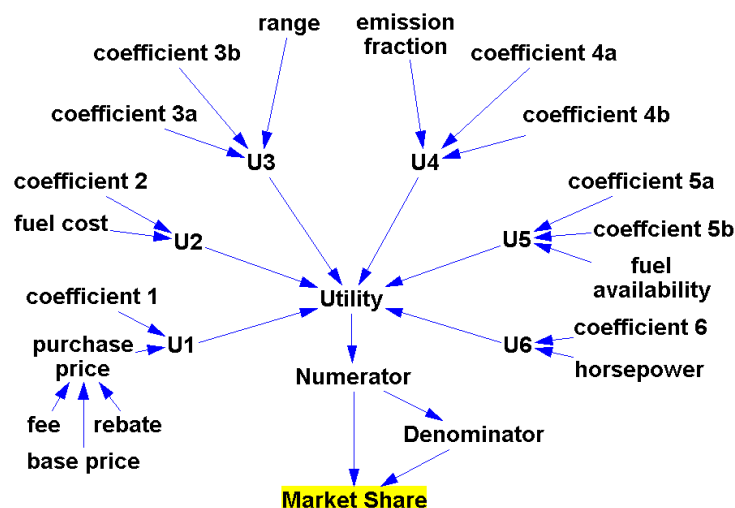 range
emission
fraction
coefficient 3b
coefficient 4a
coefficient 3a
coefficient 4b
U3
U4
coefficient 2
coefficient 5a
fuel cost
U2
U5
coeffcient 5b
fuel
availability
coefficient 1
Utility
U1
U6
coefficient 6
purchase
price
horsepower
Numerator
fee
rebate
Denominator
base price
Market Share